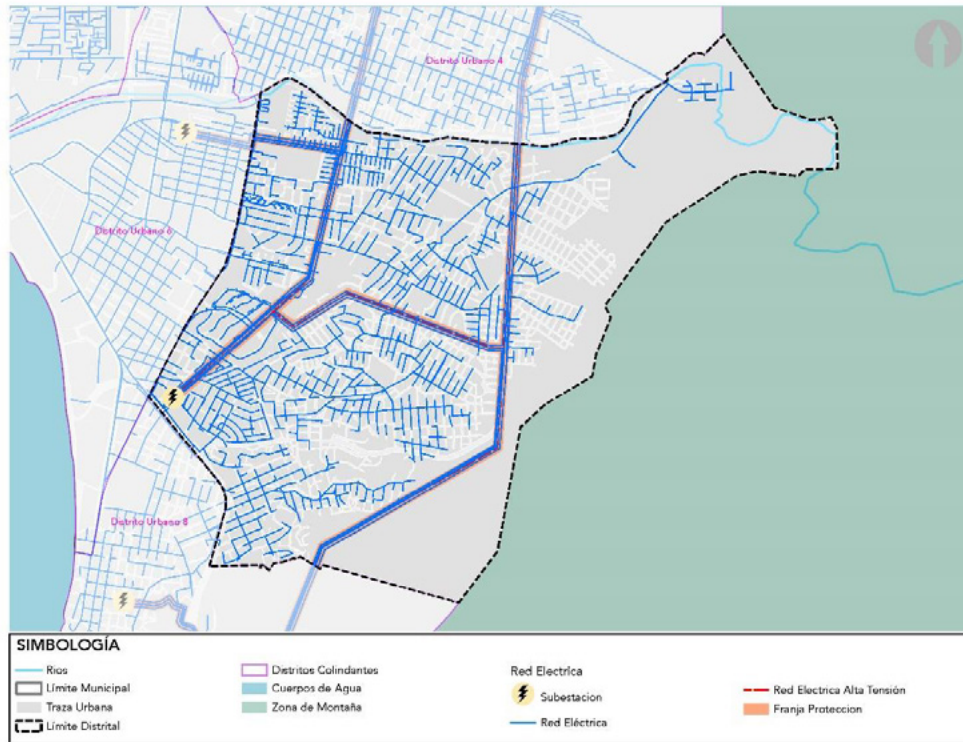 Distrito Urbano 4
Distrito Urbano 6
Distrito Urbano 8
SIMBOLOGÍA
Rios
Límite Municipal
Traza Urbana
Límite Distrital
Distritos Colindantes
Cuerpos de Agua
Zona de Montaña
Red Electrica
Subestacion
Red Eléctrica
Red Electrica Alta Tensión
Franja Proteccion